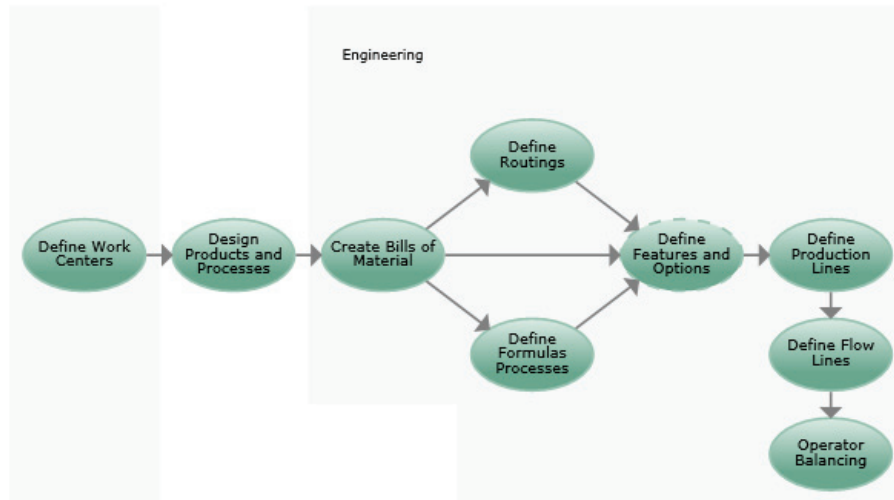 Engineering
Define
Routings
Define Work
Centers
Design
Products and
Processes
Create Bills of
Material
Define
Features and
Options
Define
Production
Lines
Define
Formulas
Processes
Define Flow
Lines
Operator
Balancing